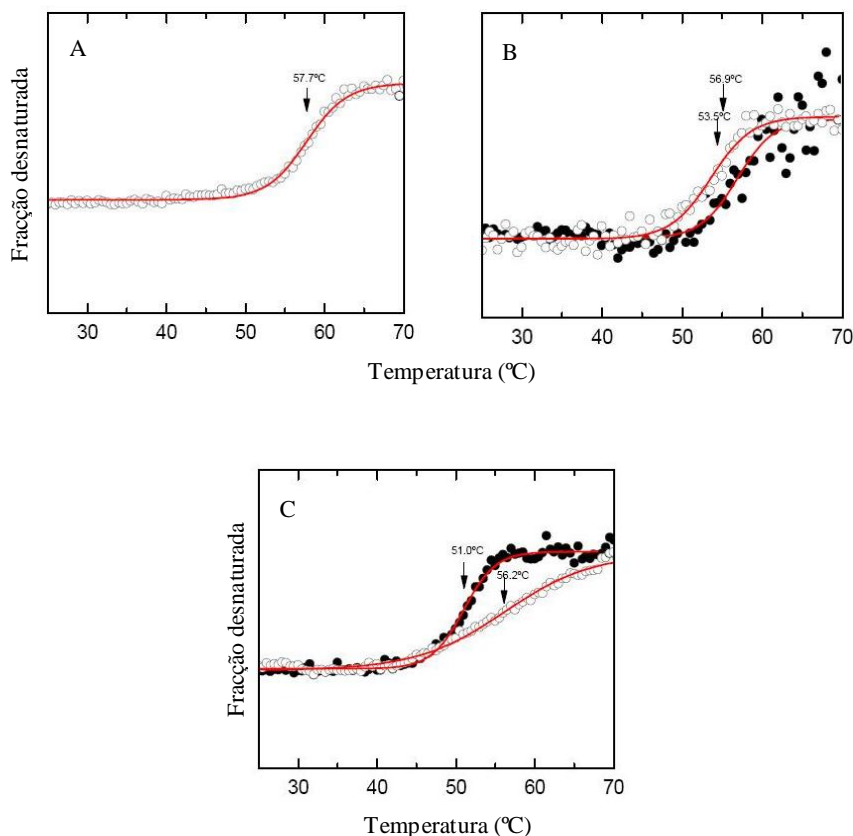 A
57.7ºC
Fracção desnaturada
30 40 50 60 70
B
56.9ºC
53.5ºC
30 40 50 60 70
Temperatura (ºC)
C
51.0ºC
56.2ºC
Fracção desnaturada
30 40 50 60 70
Temperatura (ºC)